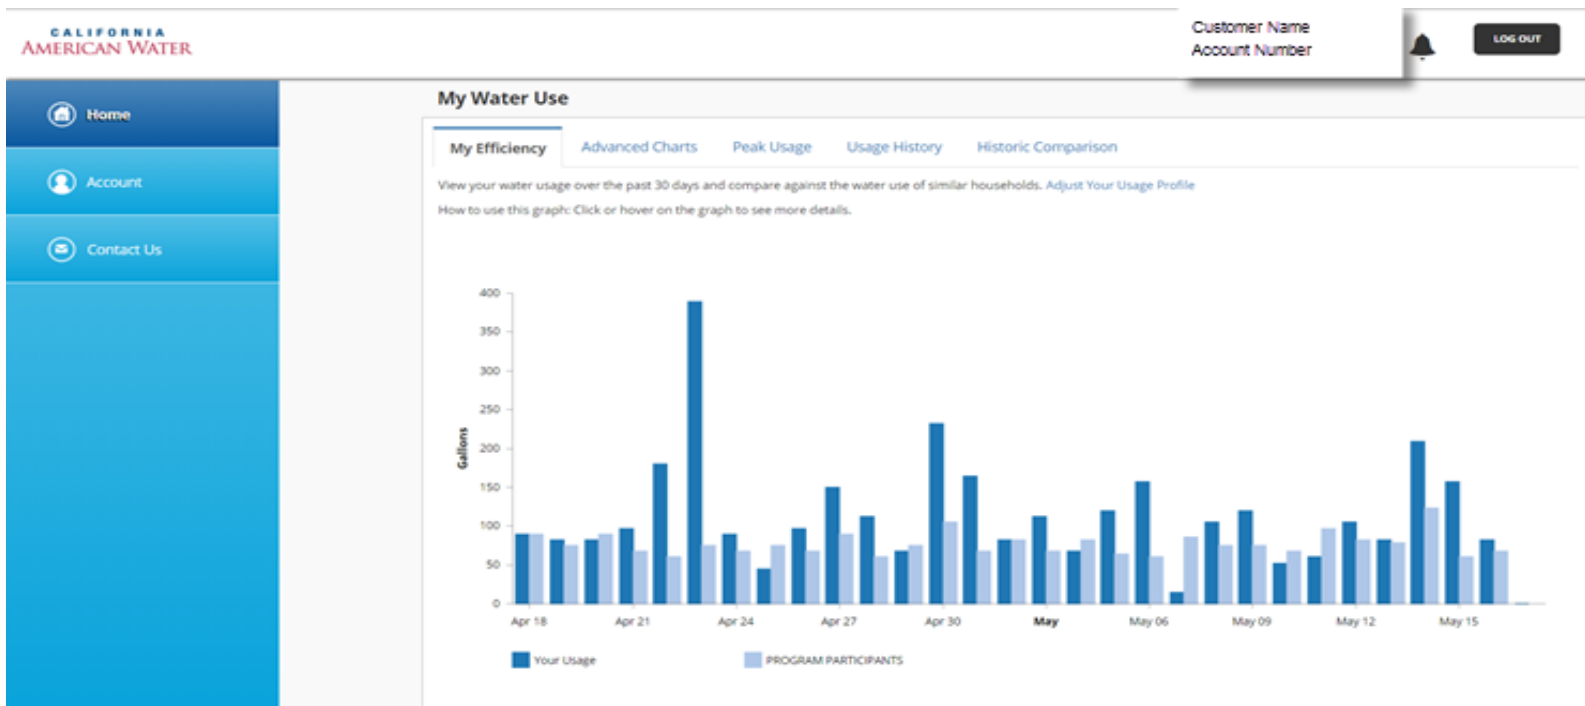 CALIFORNIA
AMERICAN WATER
Customer Name
Account Number
LOG OUT
Home
Account
Contact Us
My Water Use
My Efficiency
Advanced Charts
Peak Usage
Usage History
Historic Comparison
View your water usage over the past 30 days and compare against the water use of similar households. Adjust Your Usage Profile
How to use this graph: Click or hover on the graph to see more details.
400
350
300
250
200
150
100
50
0
Gallons
Apr 18
Apr 21
Apr 24
Apr 27
Apr 30
May
May 06
May 09
May 12
May 15
Your Usage
PROGRAM PARTICIPANTS